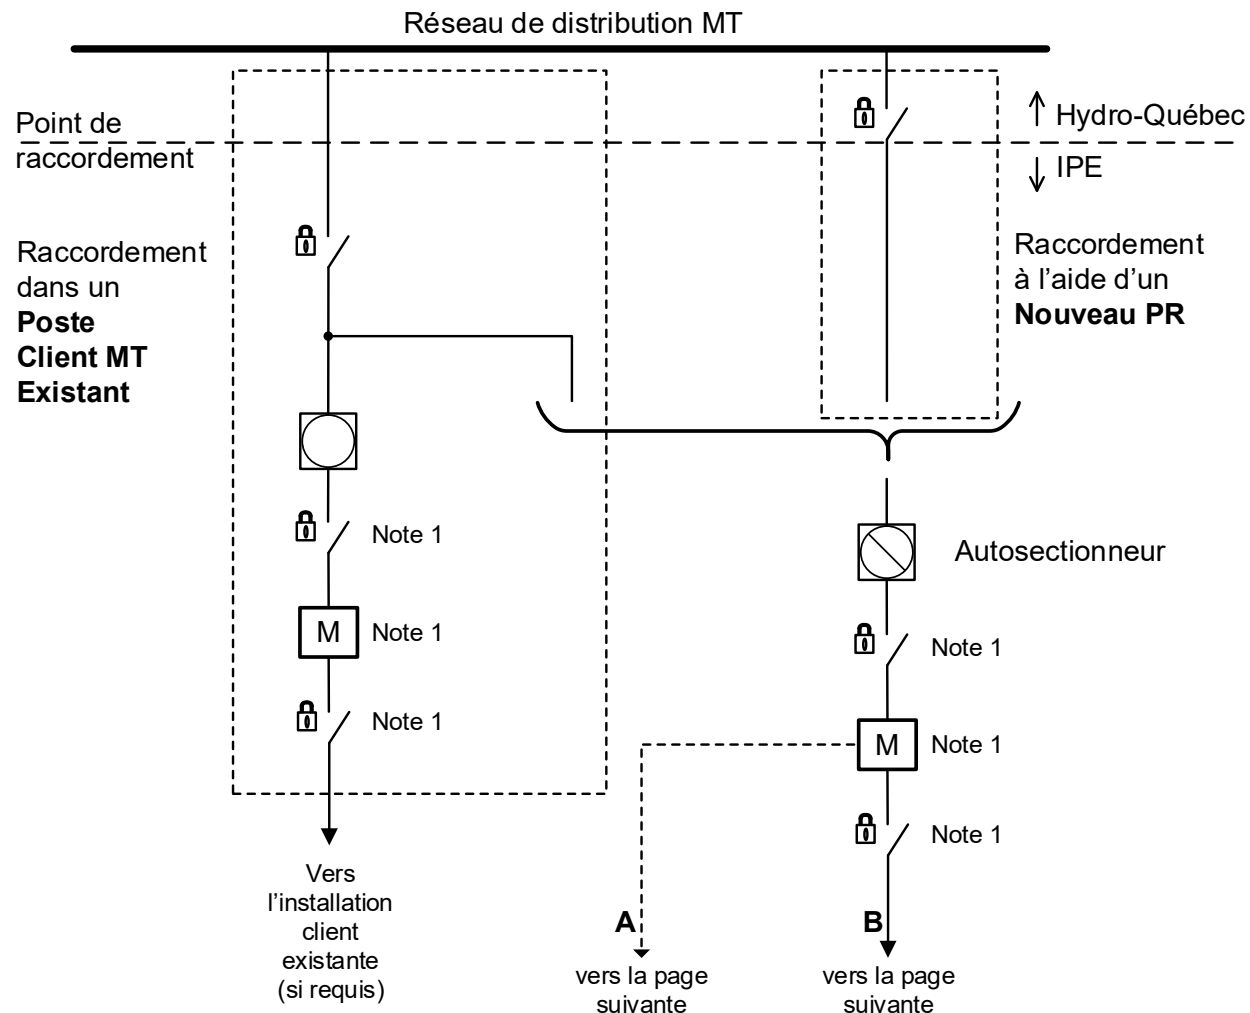 Réseau de distribution MT
Point de
raccordement
Hydro-Québec
IPE
Raccordement
dans un
Poste
Client MT
Existant
Raccordement
à l'aide d'un
Nouveau PR
Note 1
M
Note 1
Note 1
Vers
l'installation
client
existante
(si requis)
Autosectionneur
Note 1
M
Note 1
Note 1
A
vers la page
suivante
B
vers la page
suivante